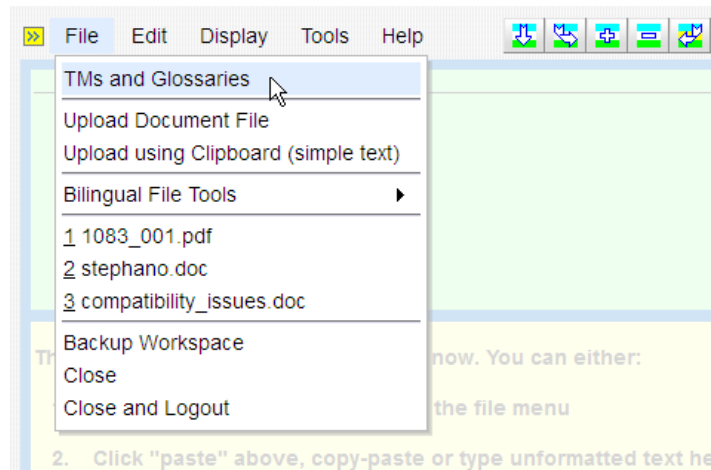 File Edit Display Tools Help
TMs and Glossaries
Upload Document File
Upload using Clipboard (simple text)
Bilingual File Tools
1 1083_001.pdf
2 stephano.doc
3 compatibility_issues.doc
Backup Workspace
now. You can either:
Close
Close and Logout
the file menu
2. Click "paste" above, copy-paste or type unformatted text